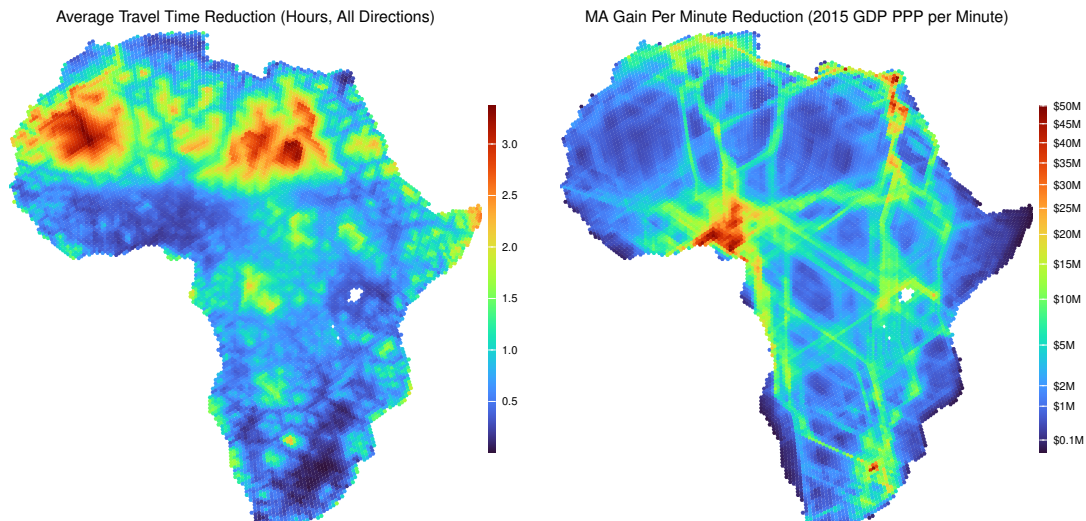 Average Travel Time Reduction (Hours, All Directions)
3.0
2.5
2.0
1.5
1.0
0.5
MA Gain Per Minute Reduction (2015 GDP PPP per Minute)
$50M
$45M
$40M
$35M
$30M
$25M
$20M
$15M
$10M
$5M
$2M
$1M
$0.1M